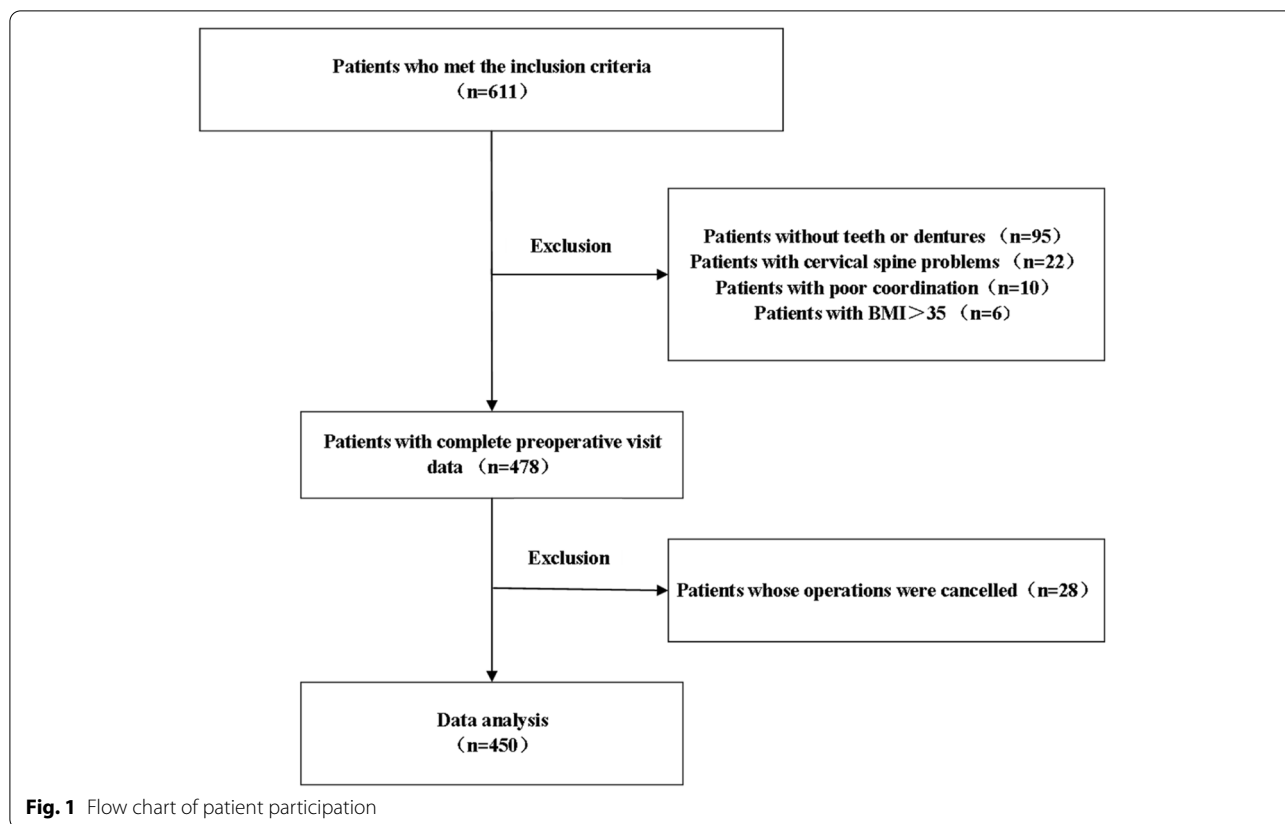 Patients who met the inclusion criteria
（n=611）
Exclusion
Patients without teeth or dentures （n=95）
Patients with cervical spine problems （n=22）
Patients with poor coordination（n=10）
Patients with BMI＞35 （n=6）
Patients with complete preoperative visit
data （n=478）
Exclusion
Patients whose operations were cancelled（n=28）
Data analysis
（n=450）
Fig. 1 Flow chart of patient participation